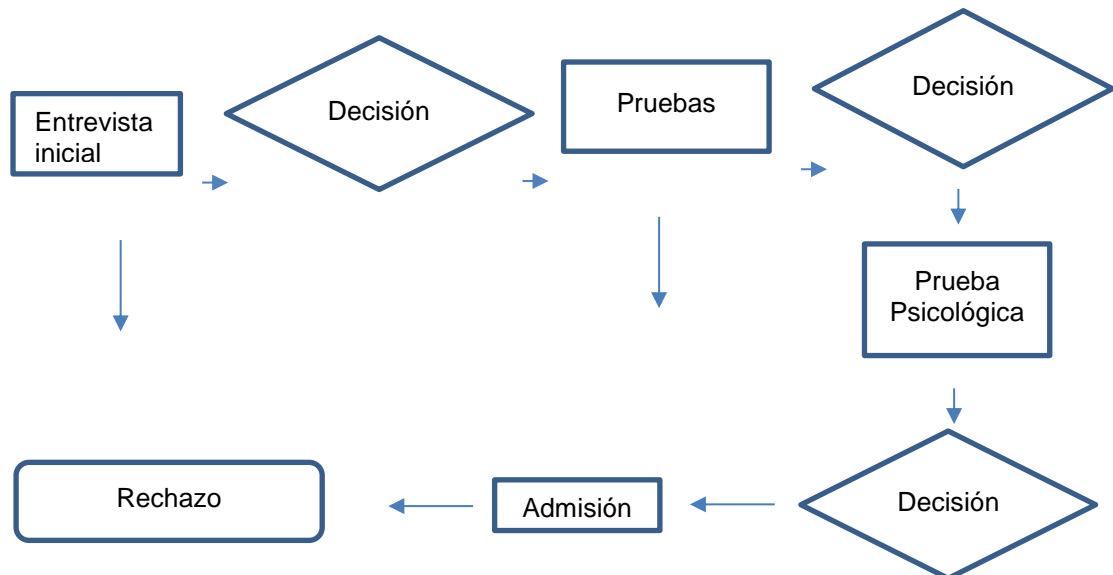 Entrevista
inicial
Decisión
Pruebas
Decisión
Prueba
Psicológica
Rechazo
Admisión
Decisión